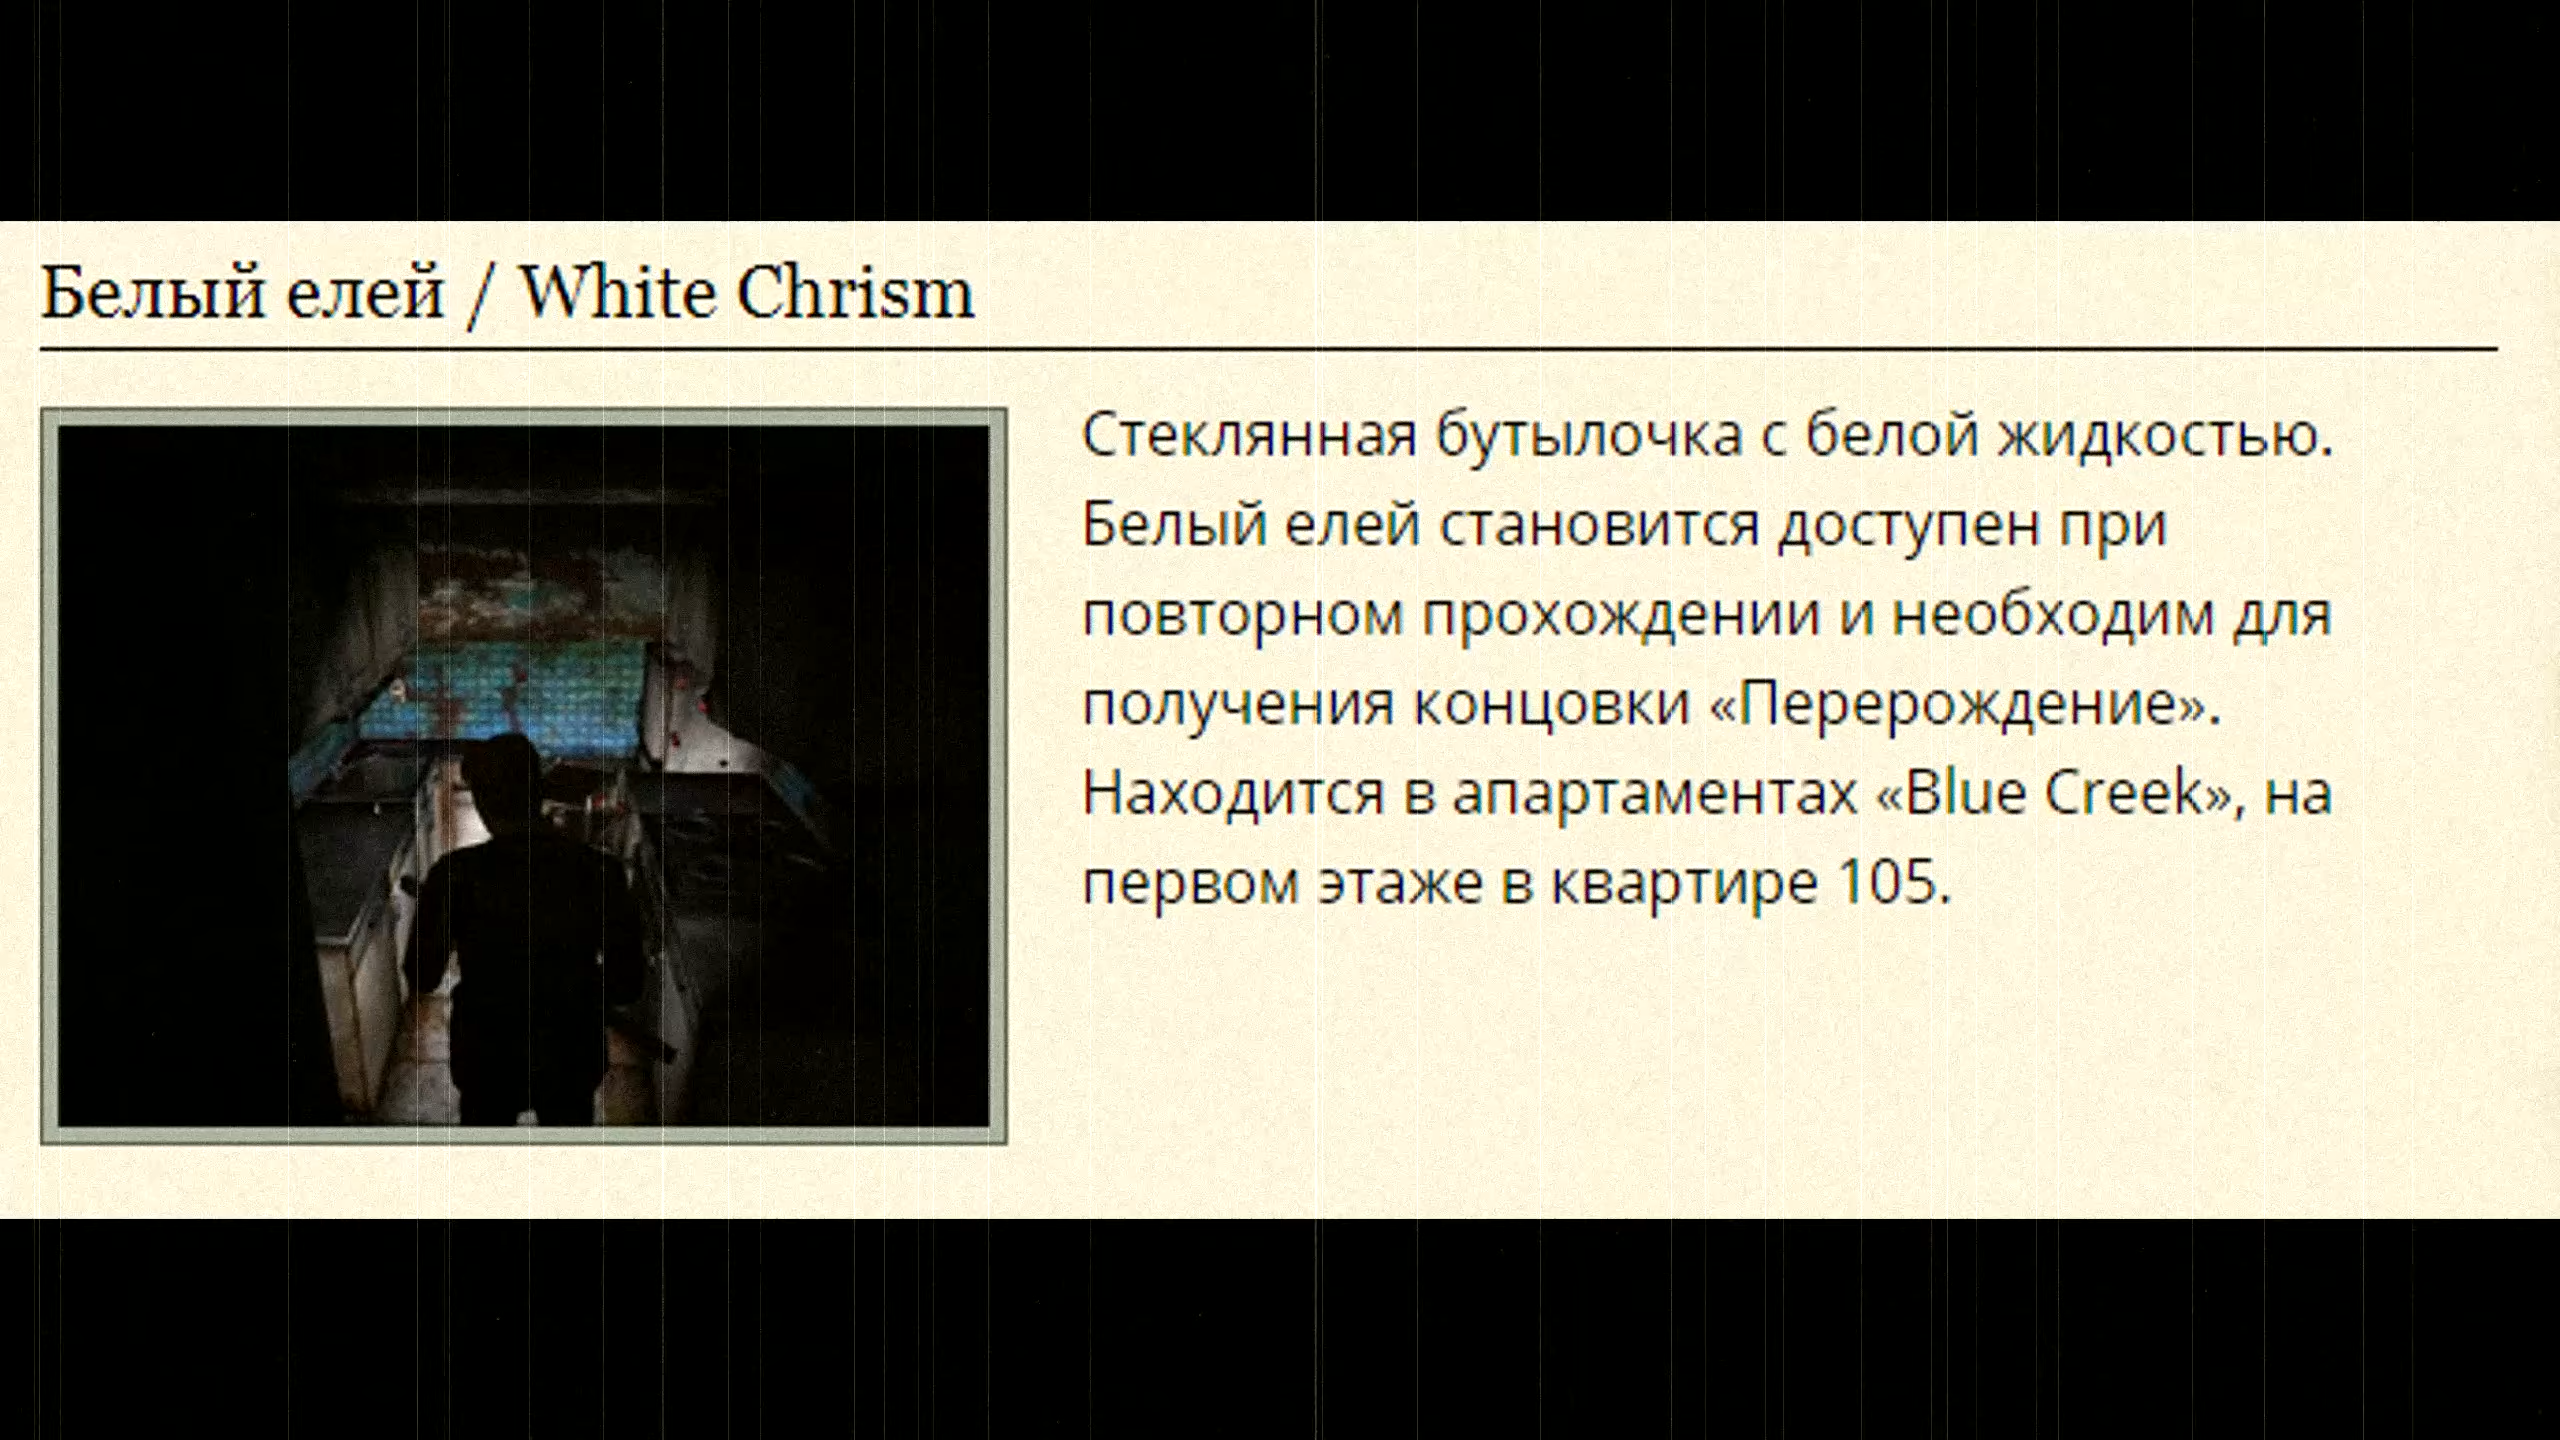 Белый елей / White Chrism
Стеклянная бутылочка с белой жидкостью.
Белый елей становится доступен при
повторном прохождении и необходим для
получения концовки «Перерождение».
Находится в апартаментах «Blue Creek», на
первом этаже в квартире 105.